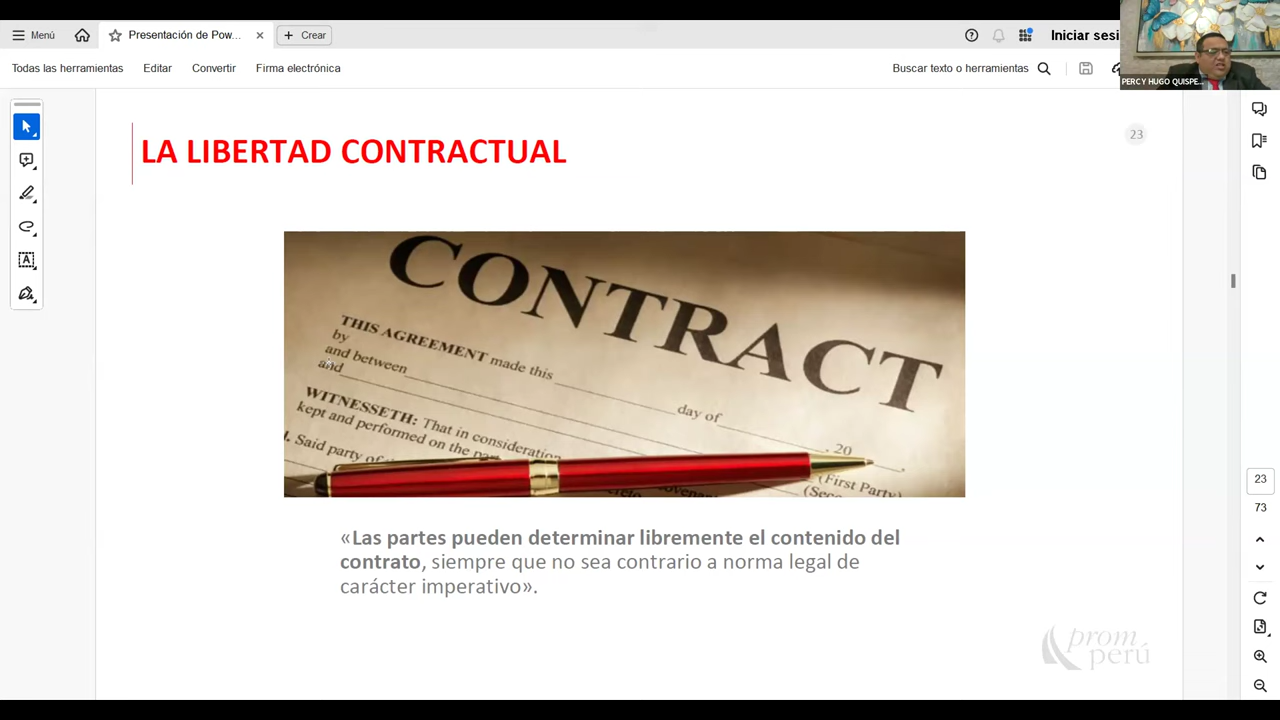 Menú
Presentación de Pow...
Crear
Iniciar sesi
Todas las herramientas
Editar
Convertir
Firma electrónica
Buscar texto o herramientas
PERCY HUGO QUISPE...
LA LIBERTAD CONTRACTUAL
23
CONTRACT
THIS AGREEMENT made this
day of
20
by
and between
and
WITNESSETH: That in consideration
kept and performed on the
Said party of
(First Party)
«Las partes pueden determinar libremente el contenido del
contrato, siempre que no sea contrario a norma legal de
carácter imperativo».
prom
perú
23
73